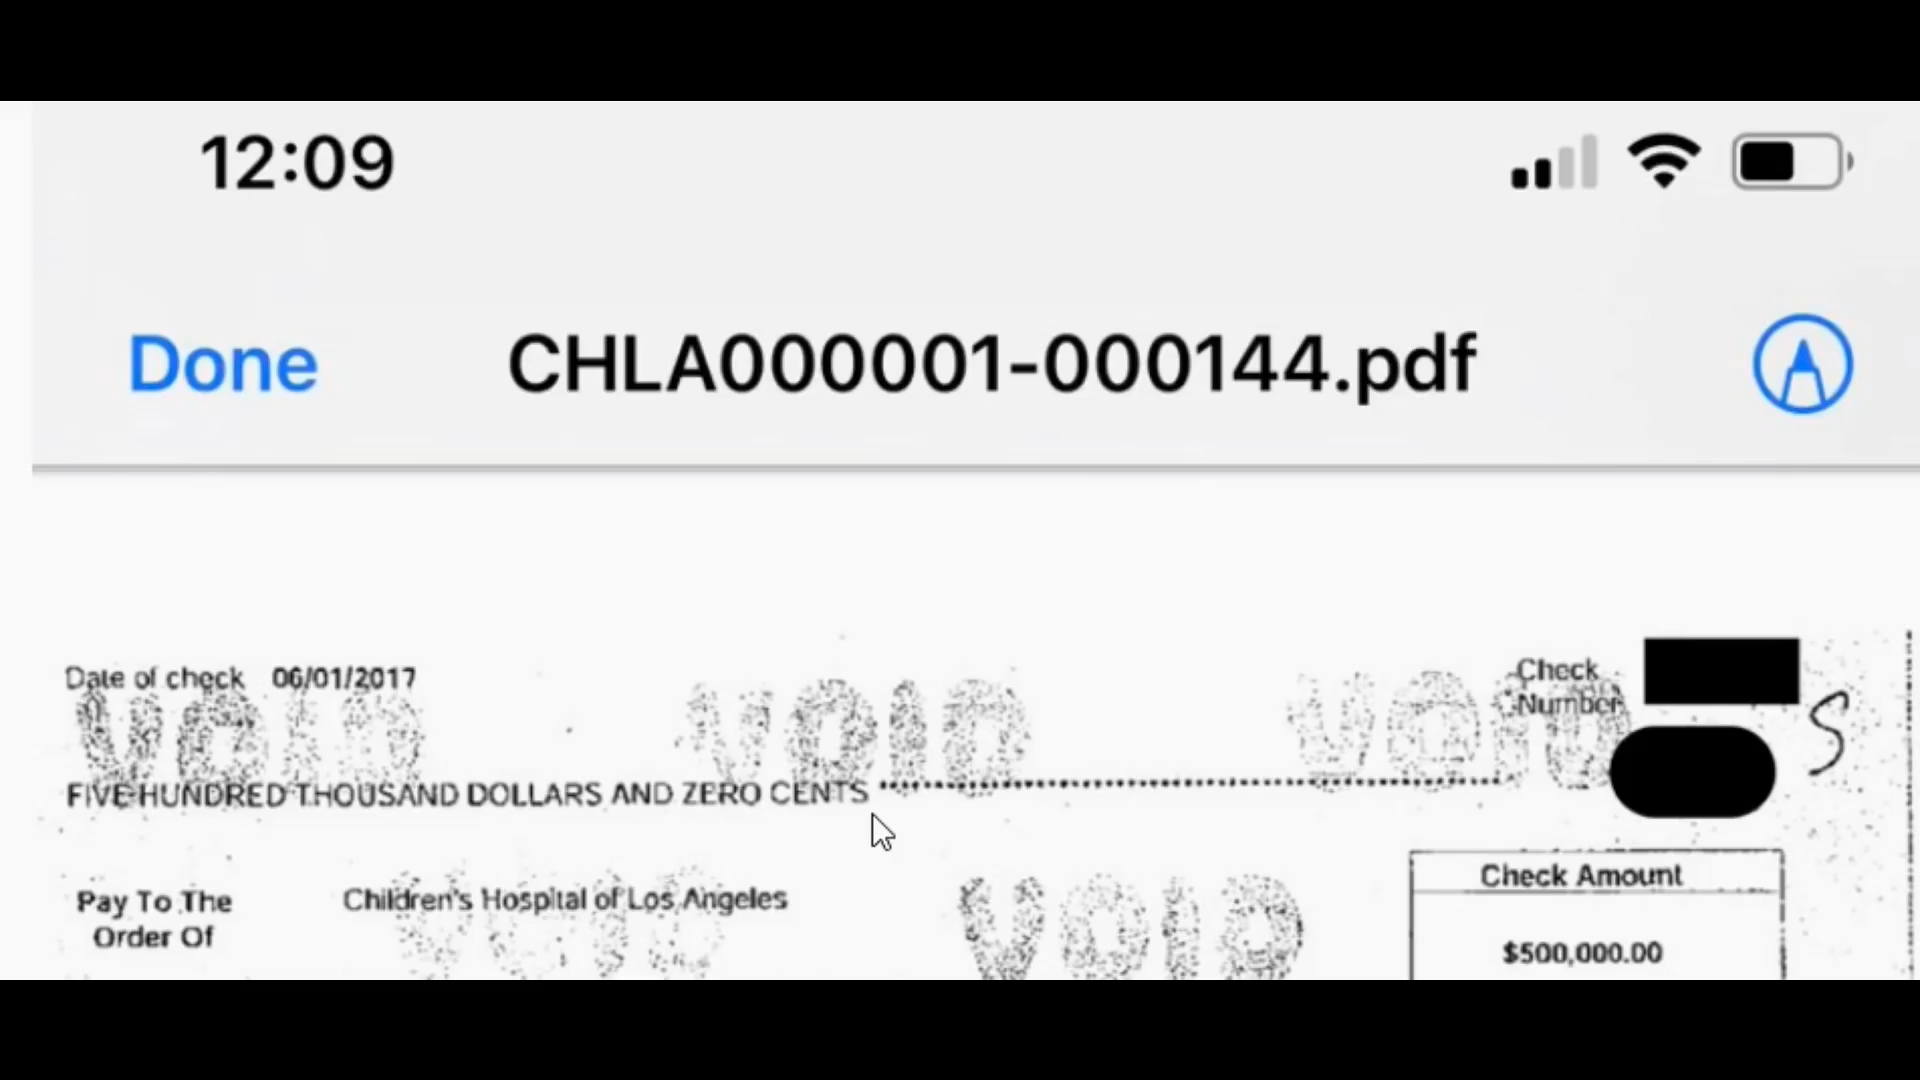 12:09
Done CHLA000001-000144.pdf
Date of check 06/01/2017
Check
Number
VOID VOID VOID
S
FIVE HUNDRED THOUSAND DOLLARS AND ZERO CENTS
Pay To The
Order Of
Children's Hospital of Los Angeles
VOID VOID
Check Amount
$500,000.00